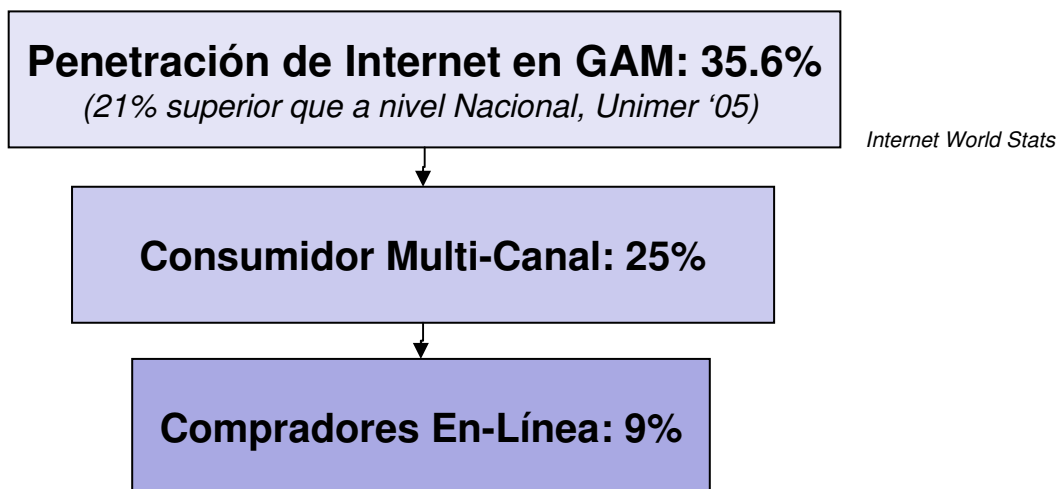 Penetración de Internet en GAM: 35.6%
(21% superior que a nivel Nacional, Unimer ‘05)
Internet World Stats
Consumidor Multi-Canal: 25%
Compradores En-Línea: 9%